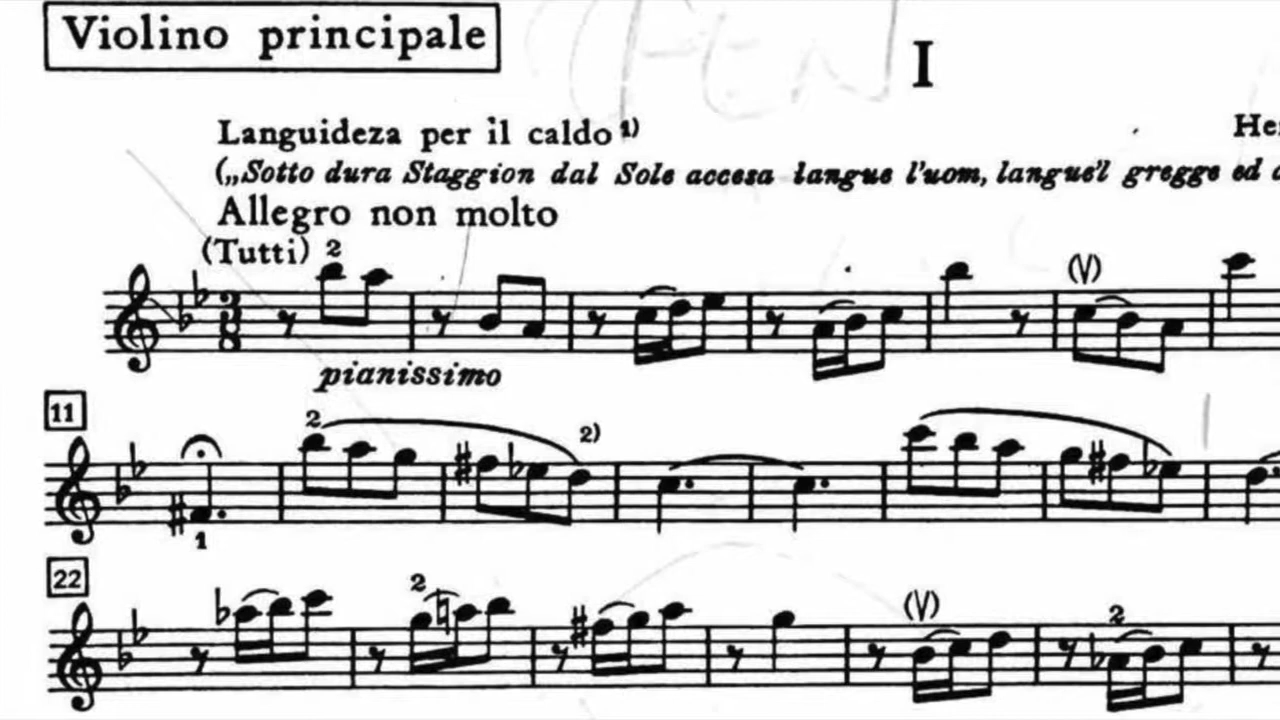 Violino principale
I
Languideza per il caldo 1)
(„Sotto dura Staggion dal Sole accesa langue l'uom, langue'l gregge ed
Allegro non molto
(Tutti) 2
(V)
pianissimo
11
2
2)
1
22
2
(V)
2